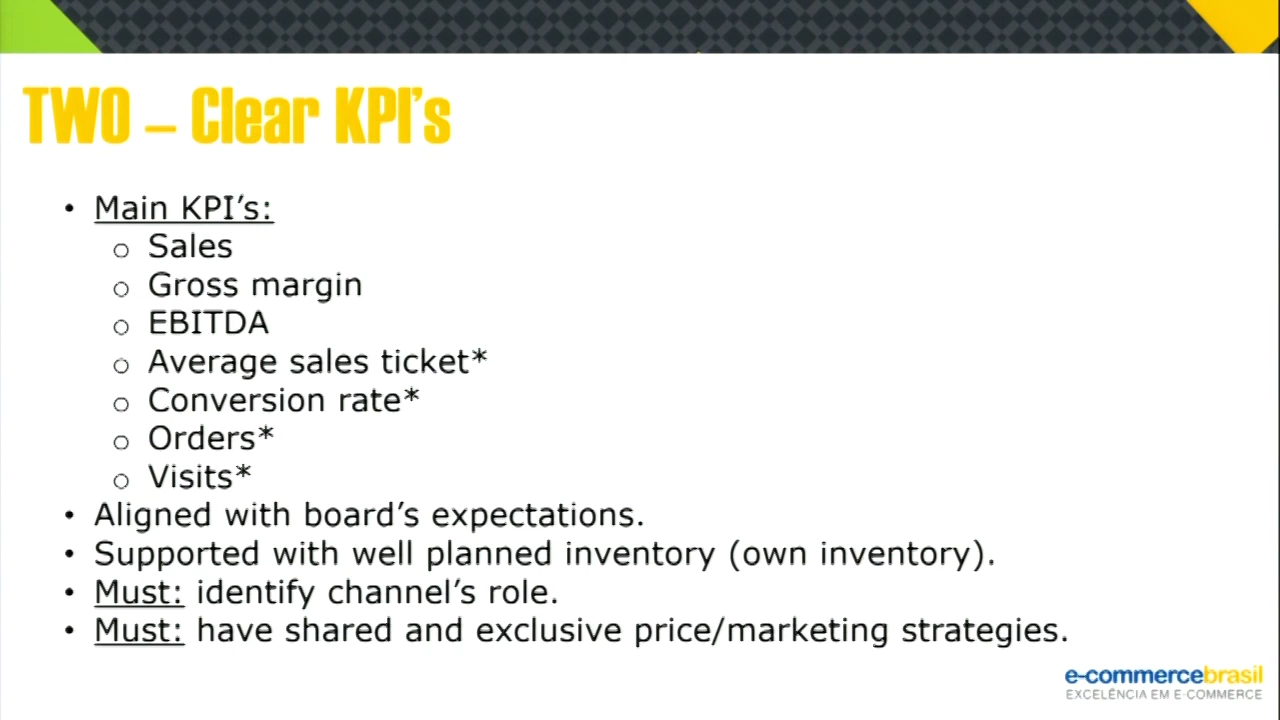 TWO – Clear KPI's
• Main KPI's:
o Sales
o Gross margin
o EBITDA
o Average sales ticket*
o Conversion rate*
o Orders*
o Visits*
• Aligned with board's expectations.
• Supported with well planned inventory (own inventory).
• Must: identify channel's role.
• Must: have shared and exclusive price/marketing strategies.
e-commercebrasil
EXCELÊNCIA EM E-COMMERCE